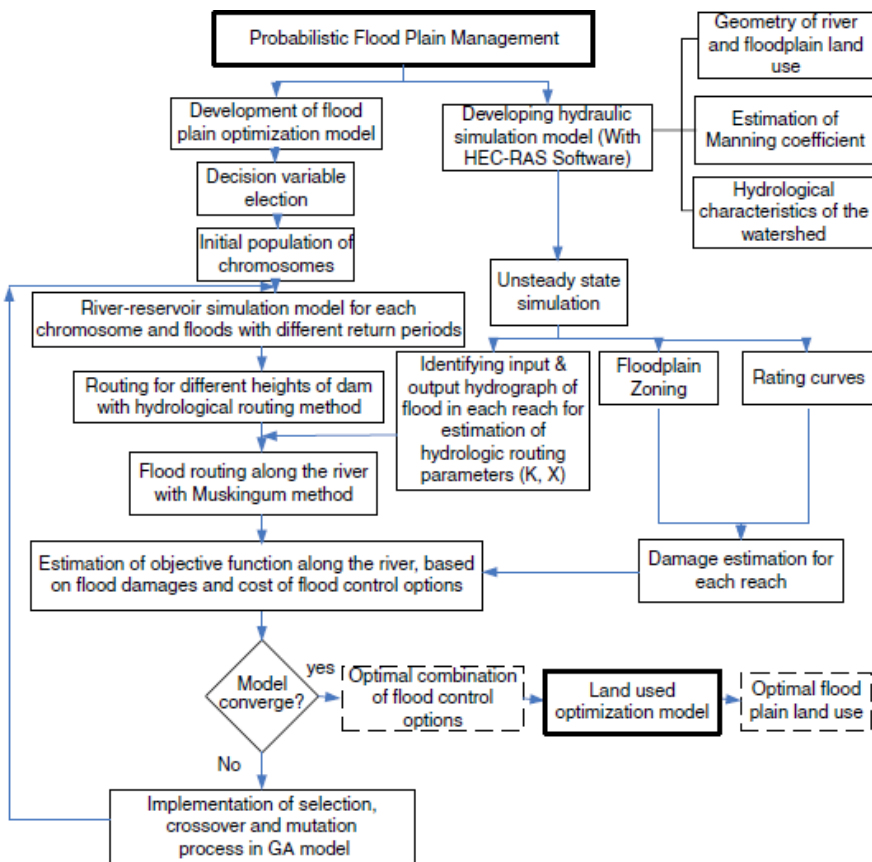 Probabilistic Flood Plain Management
Geometry of river
and floodplain land
use
Development of flood
plain optimization model
Developing hydraulic
simulation model (With
HEC-RAS Software)
Estimation of
Manning coefficient
Decision variable
election
Hydrological
characteristics of the
watershed
Initial population of
chromosomes
Unsteady state
simulation
River-reservoir simulation model for each
chromosome and floods with different return periods
Identifying input &
output hydrograph of
flood in each reach for
estimation of
hydrologic routing
parameters (K, X)
Floodplain
Zoning
Rating curves
Routing for different heights of dam
with hydrological routing method
Flood routing along the river
with Muskingum method
Estimation of objective function along the river, based
on flood damages and cost of flood control options
Damage estimation for
each reach
Model
converge?
yes
Optimal combination
of flood control
options
Land used
optimization model
Optimal flood
plain land use
No
Implementation of selection,
crossover and mutation
process in GA model